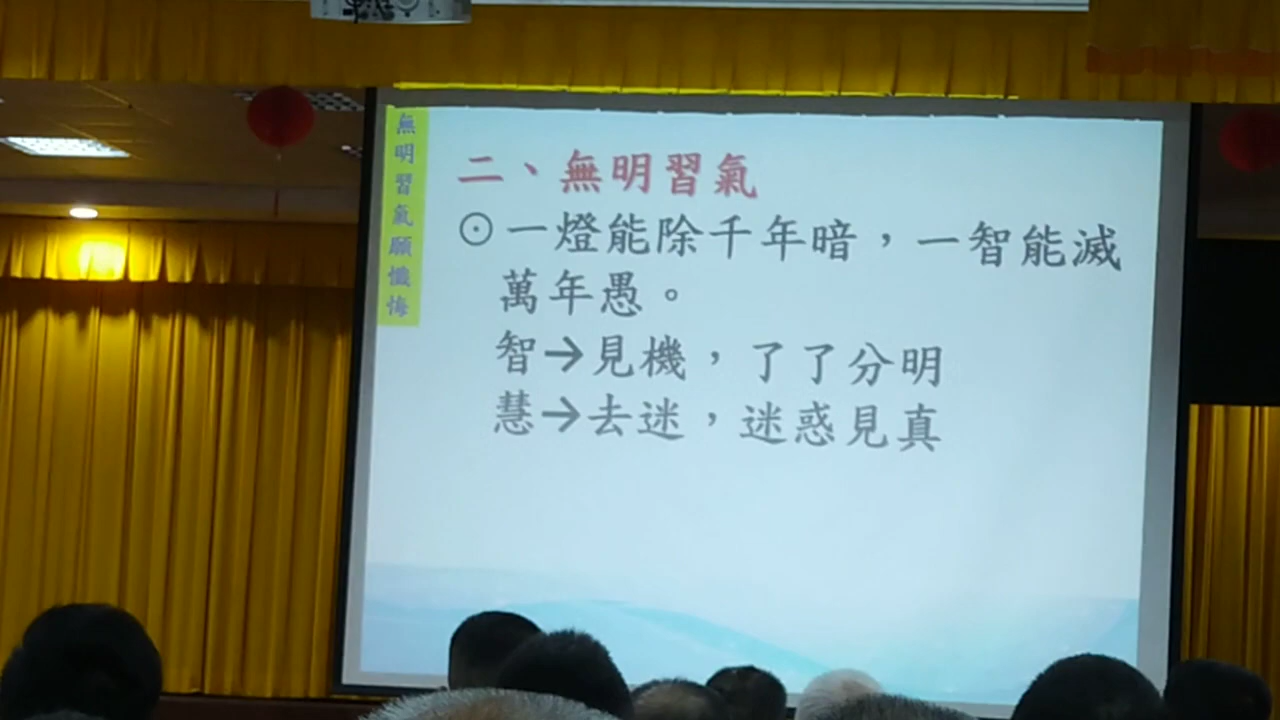 無明習氣願懺悔
二、無明習氣
⊙一燈能除千年暗，一智能滅
萬年愚。
智→見機，了了分明
慧→去迷，迷惑見真